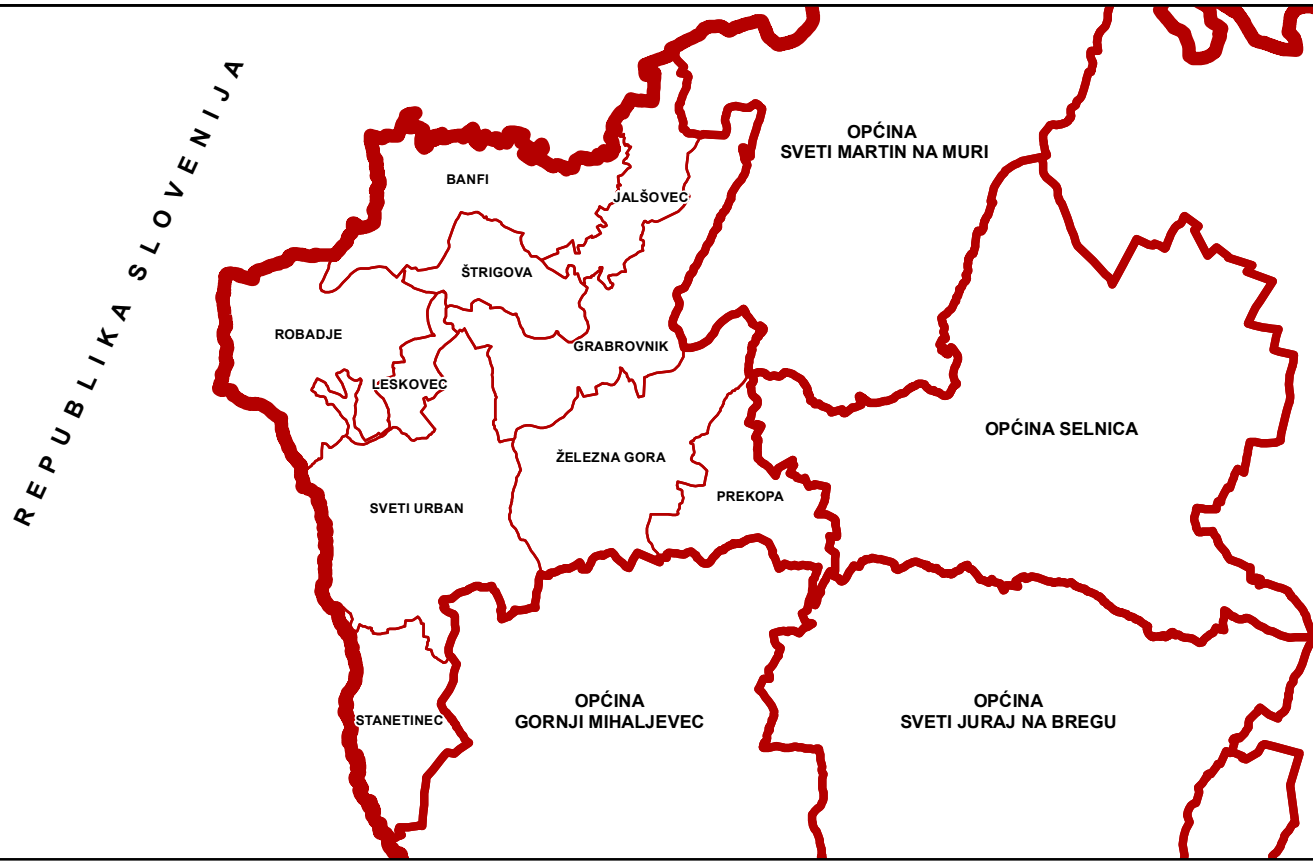 REPUBLIKA SLOVENIJA
OPĆINA
SVETI MARTIN NA MURI
BANFI
JALŠOVEC
ŠTRIGOVA
ROBADJE
GRABROVNIK
LESKOVEC
OPĆINA SELNICA
ŽELEZNA GORA
PREKOPA
SVETI URBAN
STANETINEC
OPĆINA
GORNJI MIHALJEVEC
OPĆINA
SVETI JURAJ NA BREGU